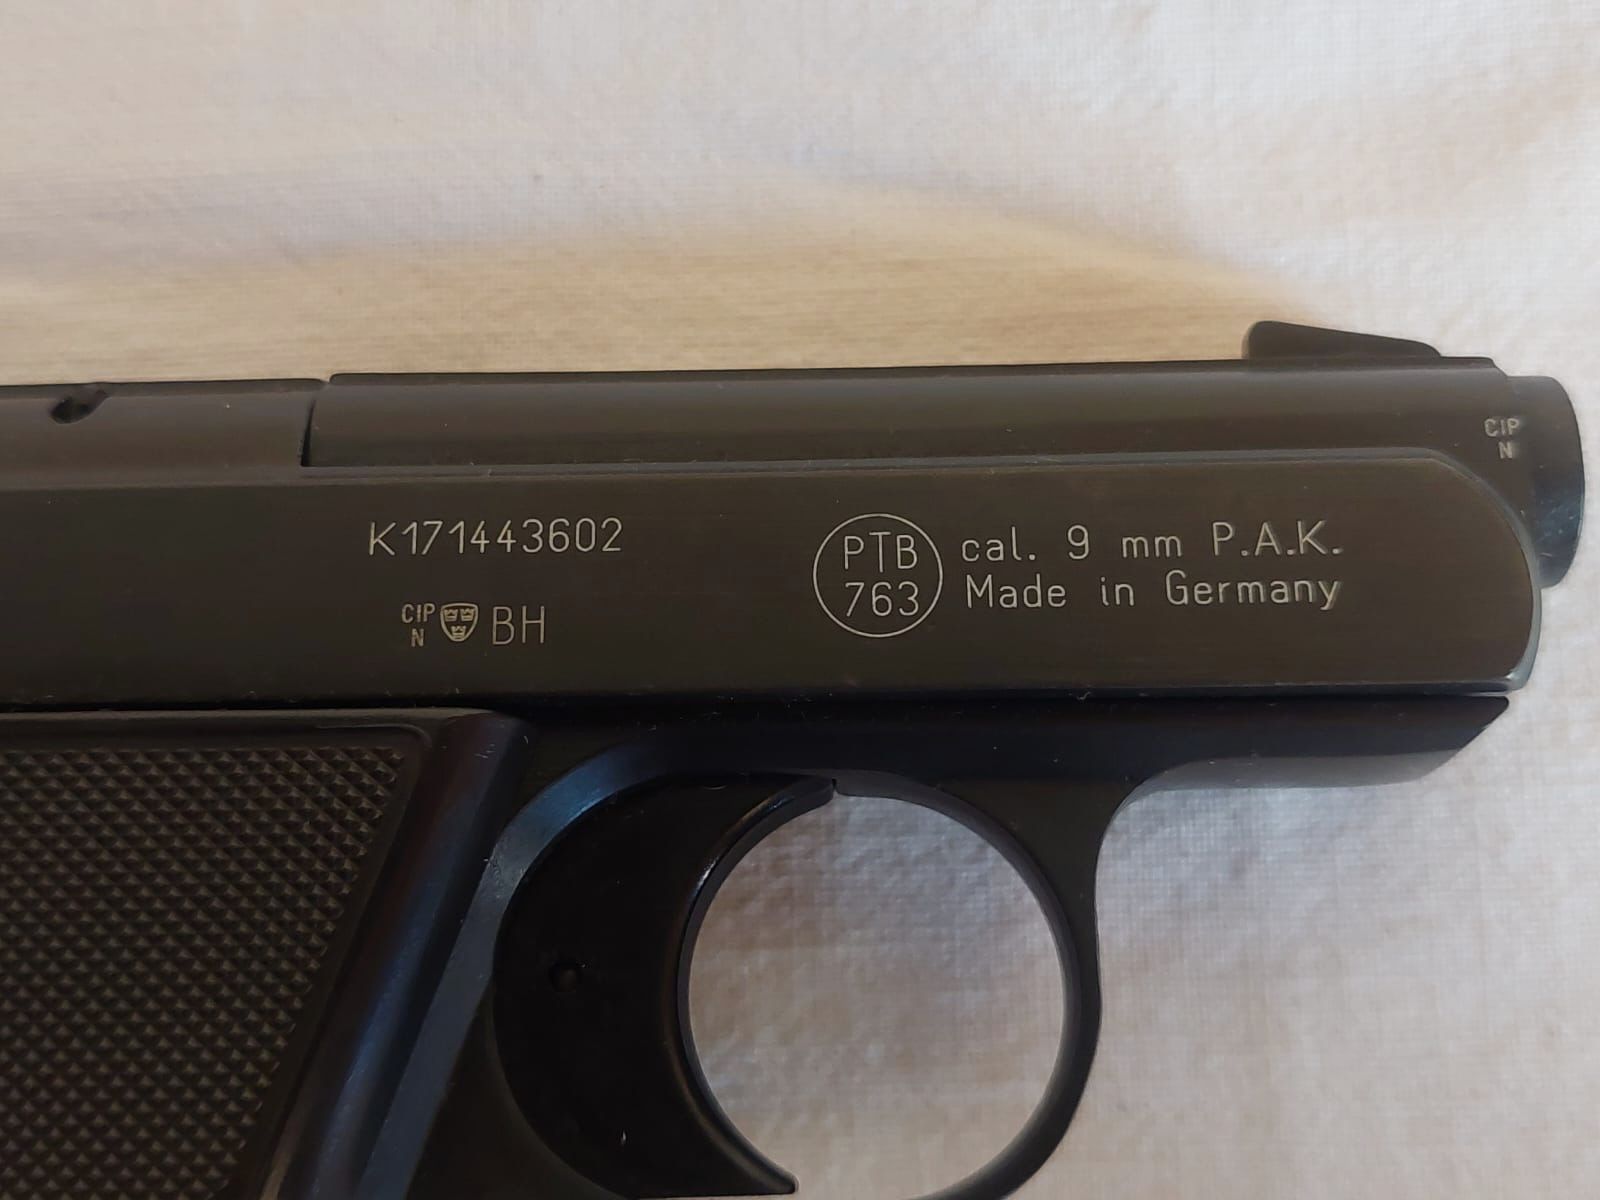 CIP
N
K171443602
CIP
N
BH
PTB
763
cal. 9 mm P.A.K.
Made in Germany